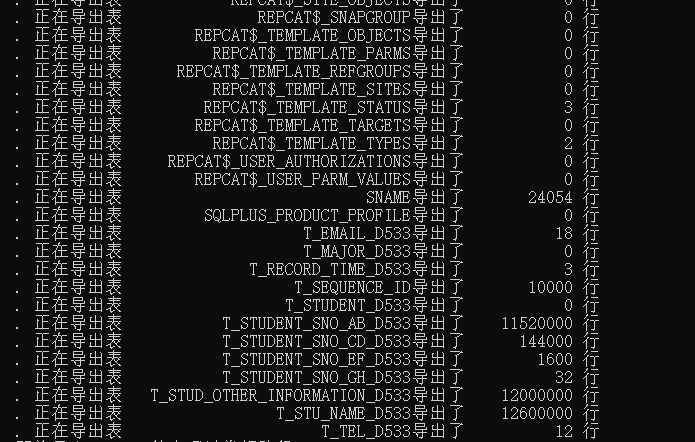 . 正在导出表 REPCAT$_SITE_OBJECTS导出了 0 行
. 正在导出表 REPCAT$_SNAPGROUP导出了 0 行
. 正在导出表 REPCAT$_TEMPLATE_OBJECTS导出了 0 行
. 正在导出表 REPCAT$_TEMPLATE_PARMS导出了 0 行
. 正在导出表 REPCAT$_TEMPLATE_REFGROUPS导出了 0 行
. 正在导出表 REPCAT$_TEMPLATE_SITES导出了 0 行
. 正在导出表 REPCAT$_TEMPLATE_STATUS导出了 3 行
. 正在导出表 REPCAT$_TEMPLATE_TARGETS导出了 0 行
. 正在导出表 REPCAT$_TEMPLATE_TYPES导出了 2 行
. 正在导出表 REPCAT$_USER_AUTHORIZATIONS导出了 0 行
. 正在导出表 REPCAT$_USER_PARM_VALUES导出了 0 行
. 正在导出表 SNAME导出了 24054 行
. 正在导出表 SQLPLUS_PRODUCT_PROFILE导出了 0 行
. 正在导出表 T_EMAIL_D533导出了 18 行
. 正在导出表 T_MAJOR_D533导出了 0 行
. 正在导出表 T_RECORD_TIME_D533导出了 3 行
. 正在导出表 T_SEQUENCE_ID导出了 10000 行
. 正在导出表 T_STUDENT_D533导出了 0 行
. 正在导出表 T_STUDENT_SNO_AB_D533导出了 11520000 行
. 正在导出表 T_STUDENT_SNO_CD_D533导出了 144000 行
. 正在导出表 T_STUDENT_SNO_EF_D533导出了 1600 行
. 正在导出表 T_STUDENT_SNO_GH_D533导出了 32 行
. 正在导出表 T_STUD_OTHER_INFORMATION_D533导出了 12000000 行
. 正在导出表 T_STU_NAME_D533导出了 12600000 行
. 正在导出表 T_TEL_D533导出了 12 行